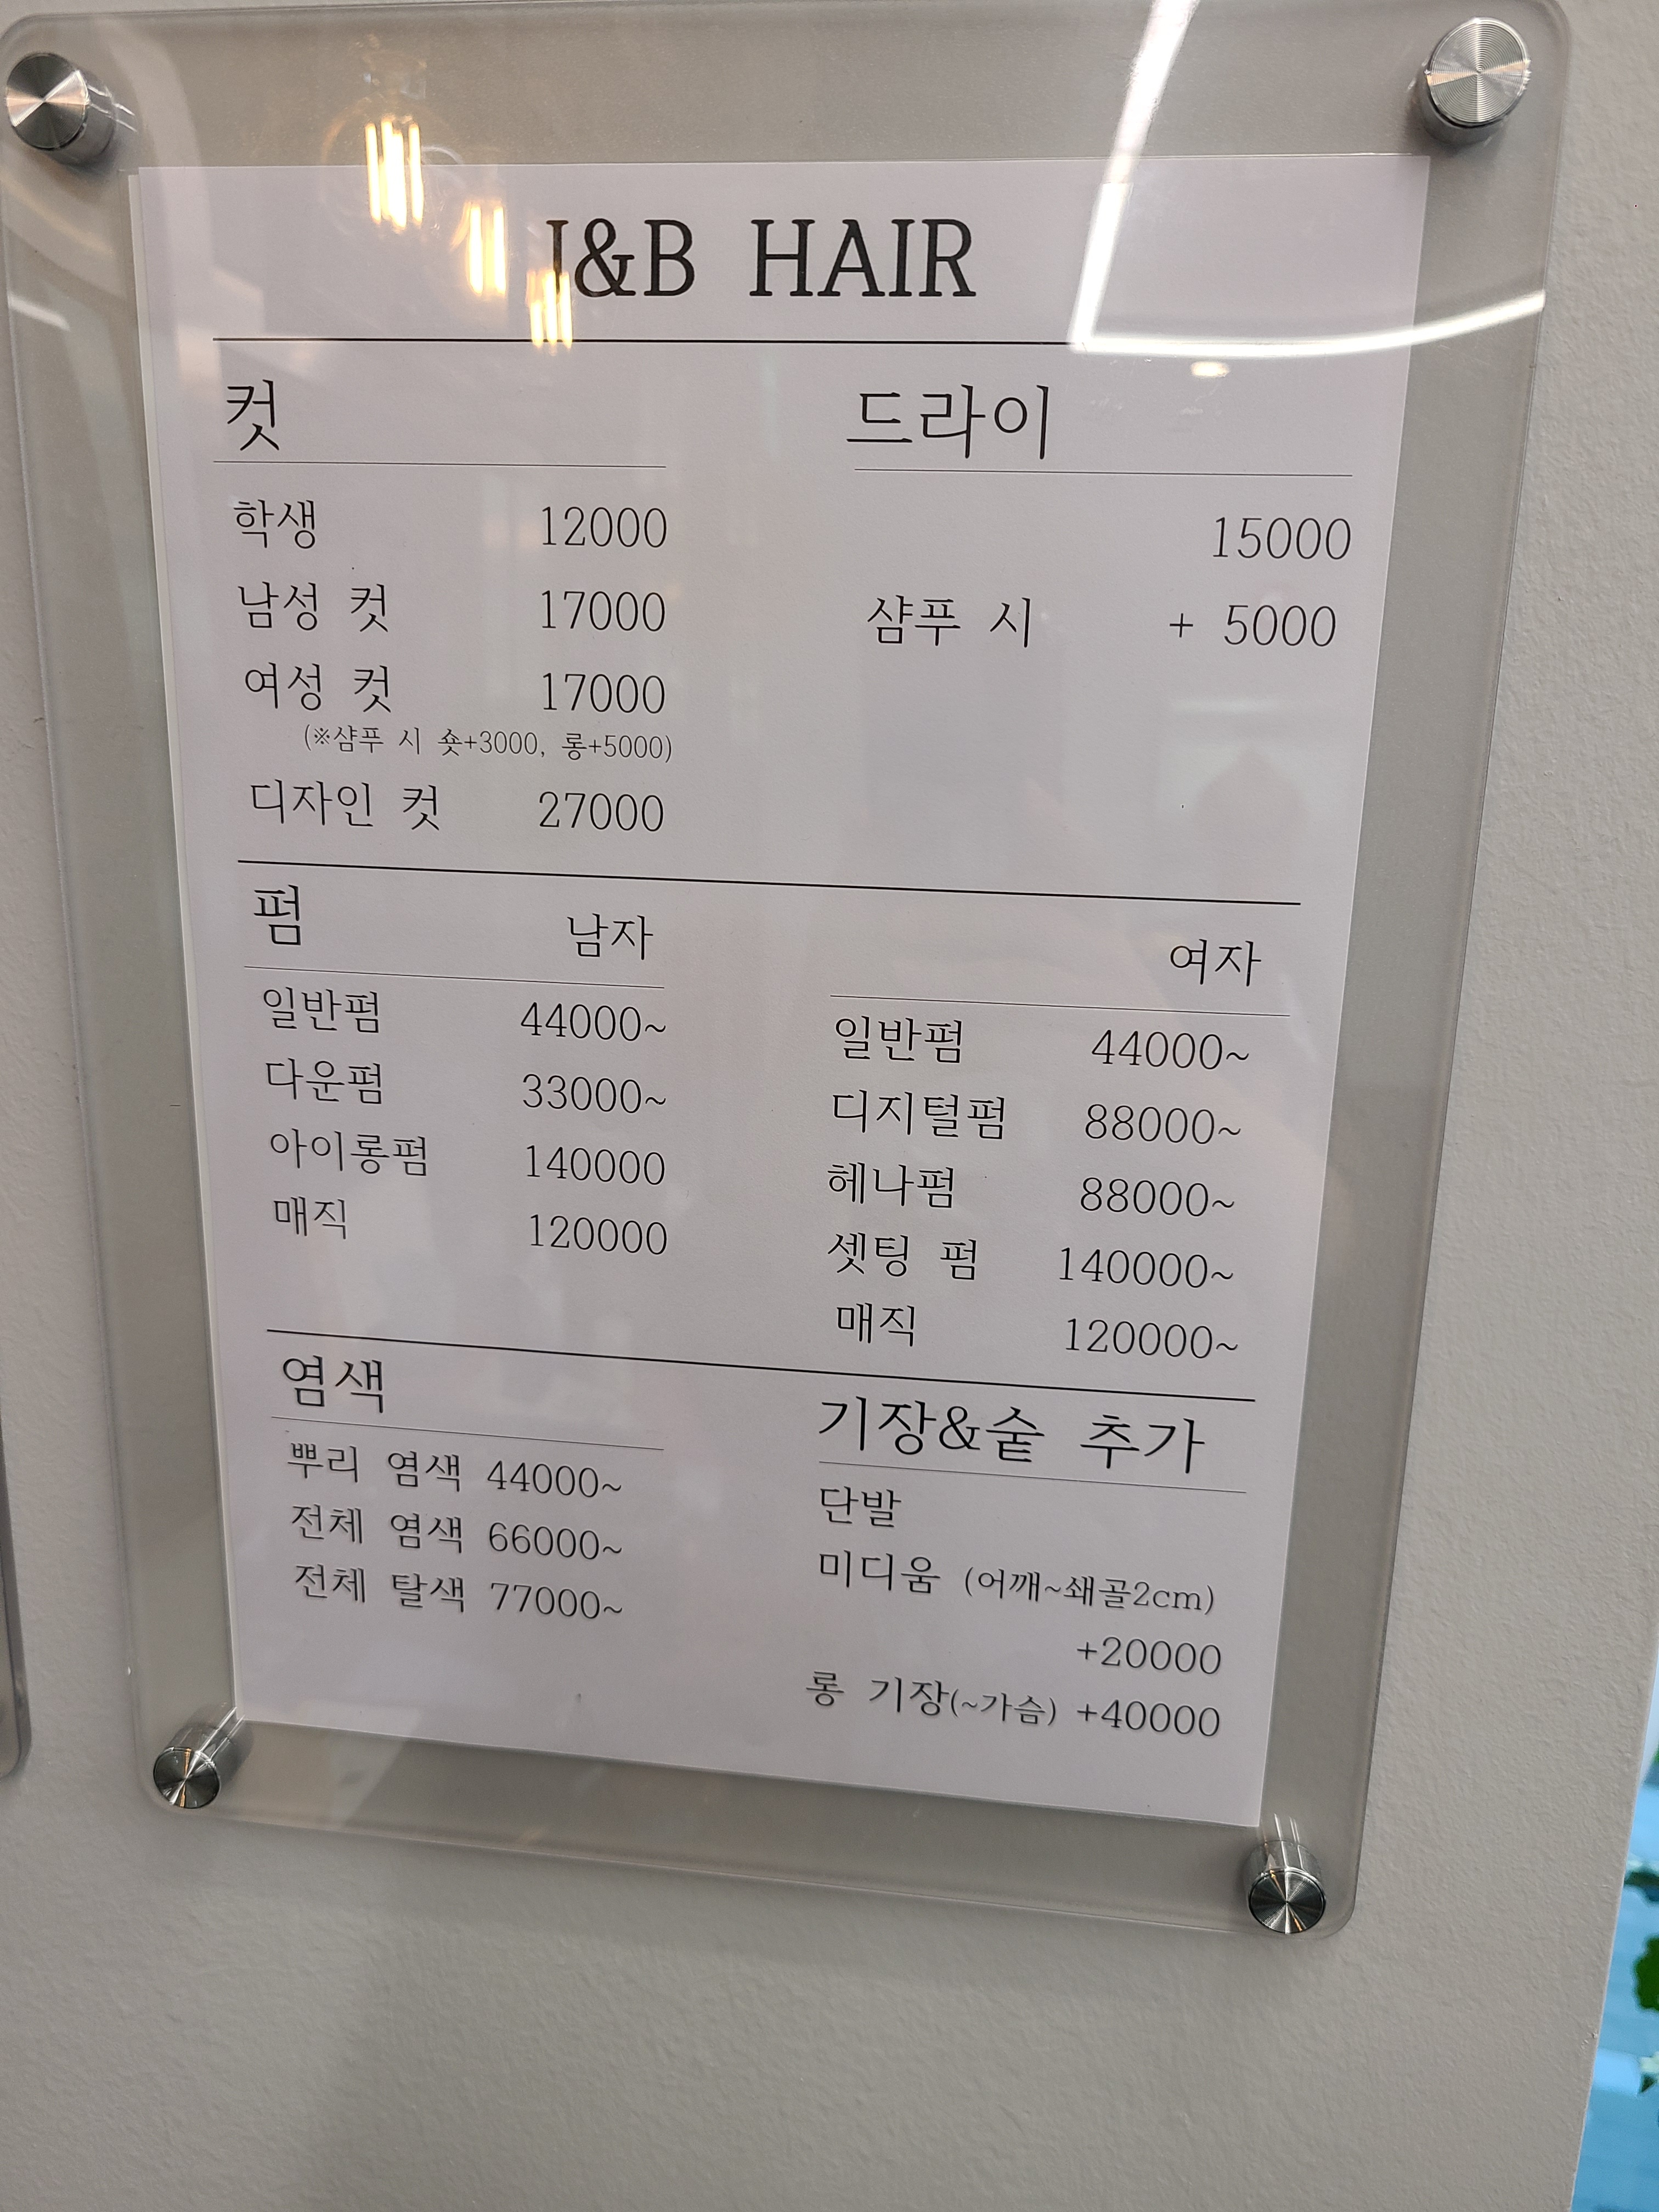 J&B HAIR
컷
학생 12000
남성 컷 17000
여성 컷 17000
(※샴푸 시 숏+3000, 롱+5000)
디자인 컷 27000
드라이
15000
샴푸 시 + 5000
펌 남자
일반펌 44000~
다운펌 33000~
아이롱펌 140000
매직 120000
여자
일반펌 44000~
디지털펌 88000~
헤나펌 88000~
셋팅 펌 140000~
매직 120000~
염색
뿌리 염색 44000~
전체 염색 66000~
전체 탈색 77000~
기장&숱 추가
단발
미디움 (어깨~쇄골2cm)
+20000
롱 기장(~가슴) +40000